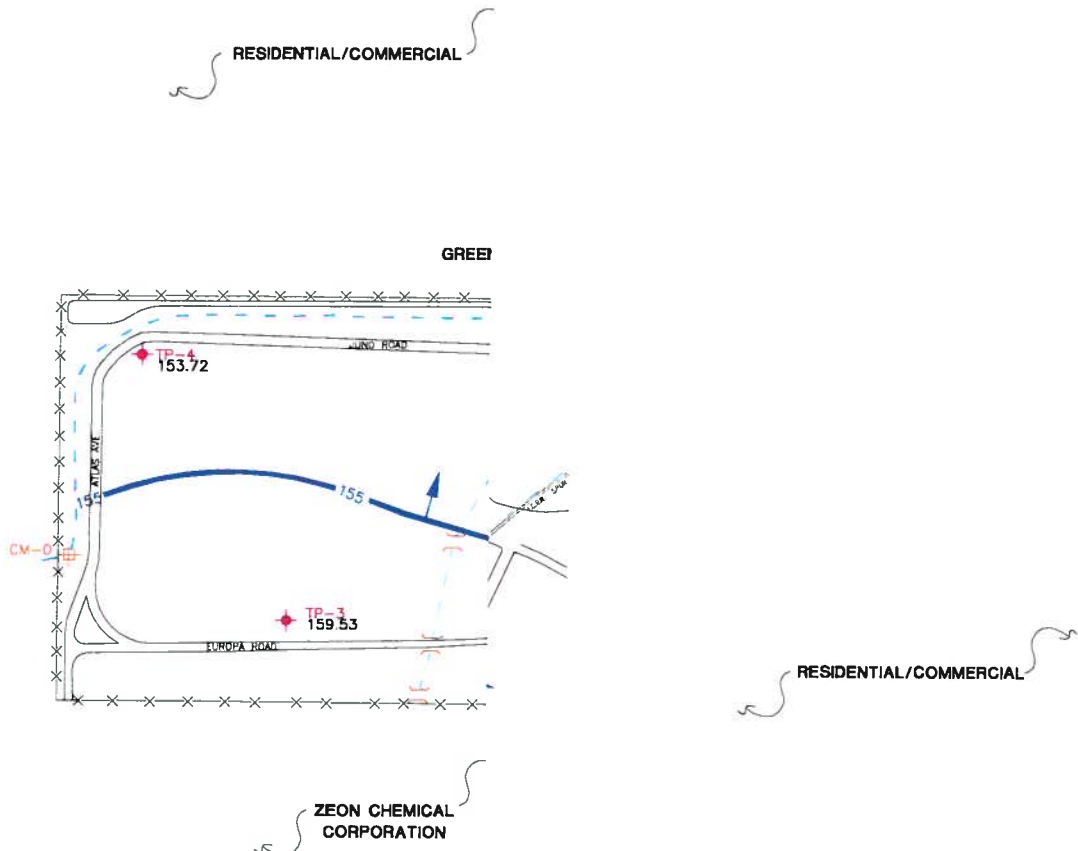 RESIDENTIAL/COMMERCIAL
GREEN
JUNO ROAD
TP-4
153.72
ATLAS AVE
155
155
CM-0
TP-3
159.53
EUROPA ROAD
RESIDENTIAL/COMMERCIAL
ZEON CHEMICAL
CORPORATION